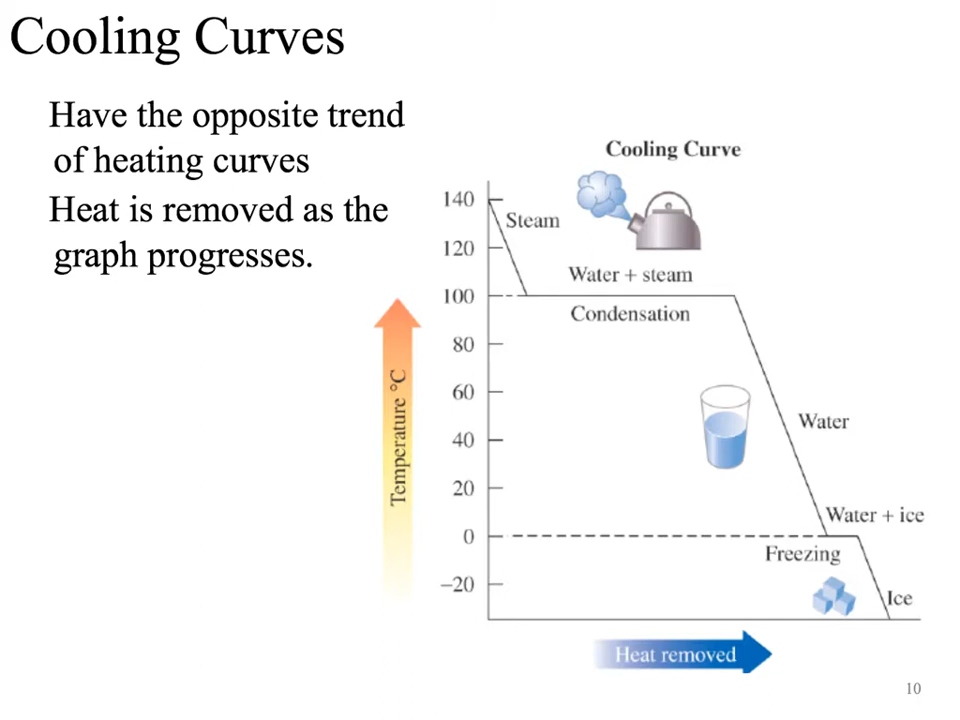 Cooling Curves
Have the opposite trend
of heating curves
Heat is removed as the
graph progresses.
Cooling Curve
140
Steam
120
Water + steam
100
Condensation
80
60
Water
40
20
Water + ice
0
Freezing
–20
Ice
Temperature °C
Heat removed
10